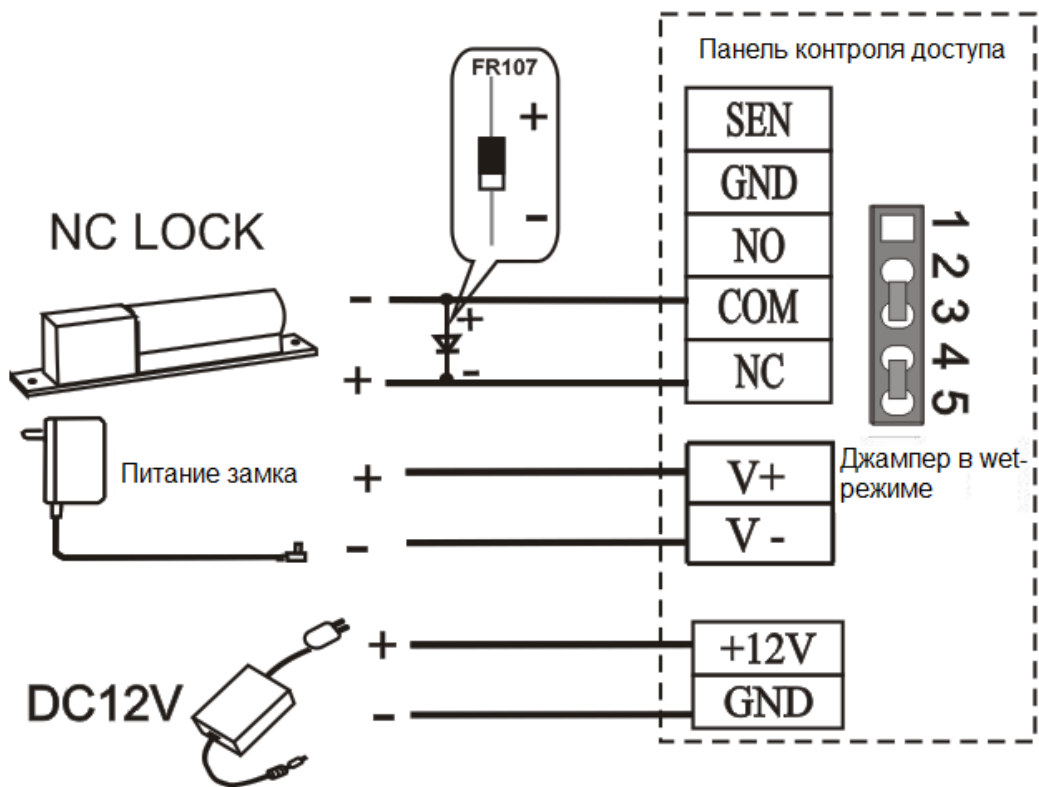 Панель контроля доступа
FR107
+
-
SEN
GND
NO
COM
NC
1
2
3
4
5
NC LOCK
-
+
+
-
Джампер в wet-
режиме
Питание замка
+
-
V+
V -
DC12V
+
-
+12V
GND